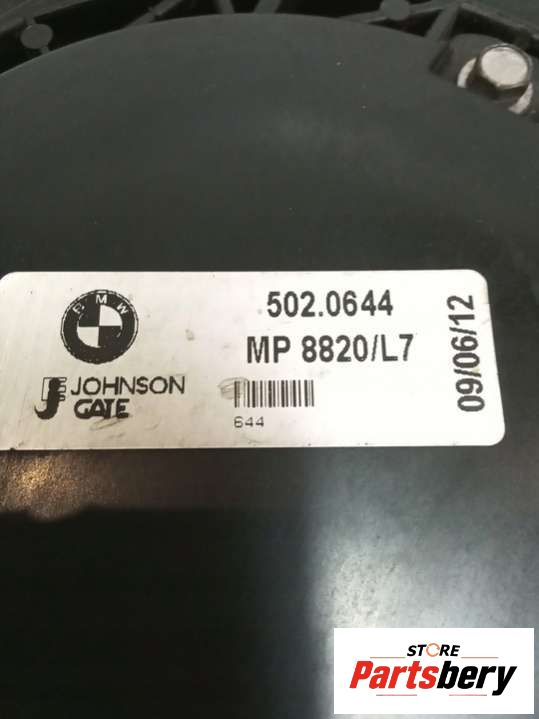 BMW
502.0644
MP 8820/L7
09/06/12
JOHNSON
GATE
644
STORE
Partsbery